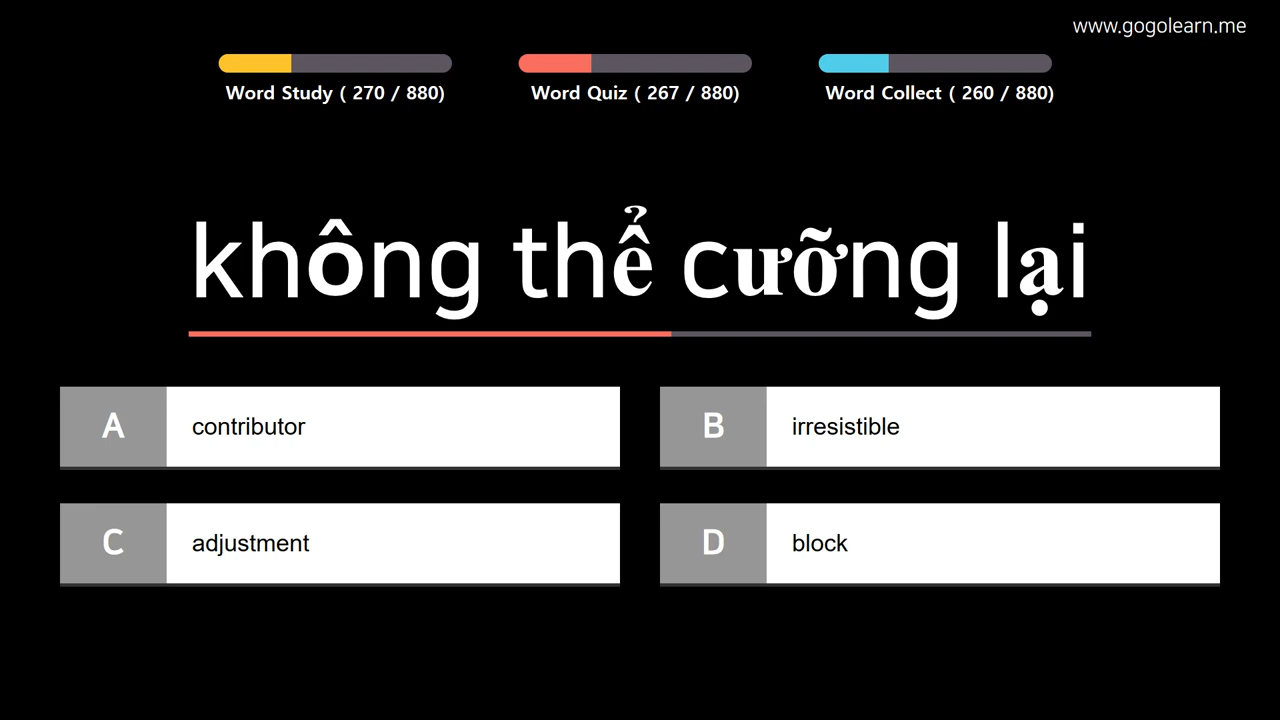 www.gogolearn.me
Word Study ( 270 / 880)
Word Quiz ( 267 / 880)
Word Collect ( 260 / 880)
không thể cưỡng lại
A contributor
B irresistible
C adjustment
D block